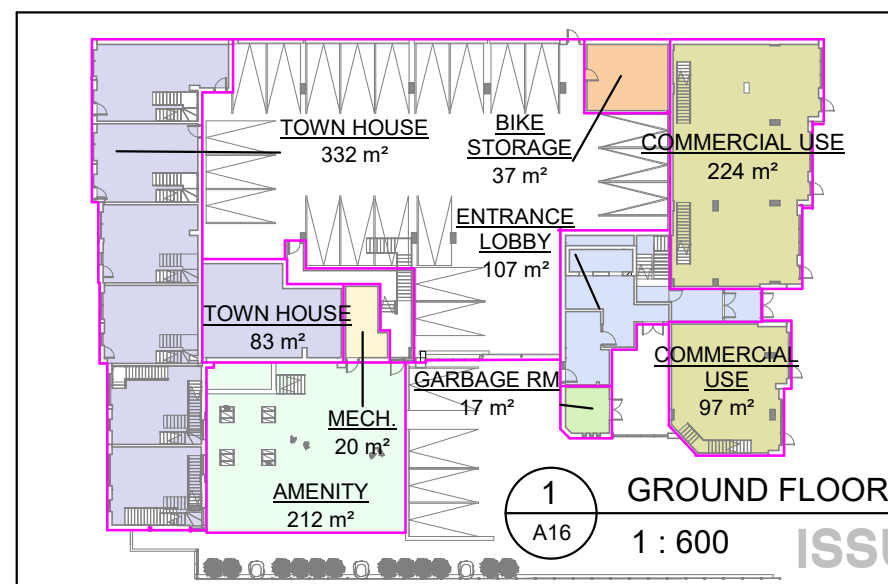 TOWN HOUSE
332 m²
BIKE
STORAGE
37 m²
COMMERCIAL USE
224 m²
ENTRANCE
LOBBY
107 m²
TOWN HOUSE
83 m²
COMMERCIAL
USE
97 m²
GARBAGE RM
17 m²
MECH.
20 m²
AMENITY
212 m²
1
A16
GROUND FLOOR
1 : 600
ISSU